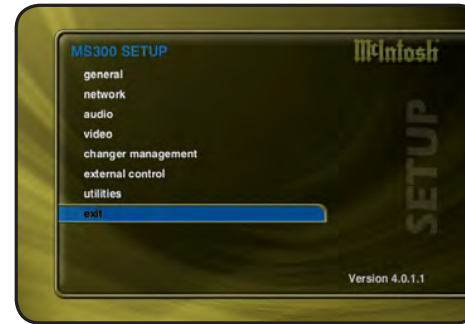 MS300 SETUP
McIntosh
general
network
audio
video
changer management
external control
utilities
exit
SETUP
Version 4.0.1.1